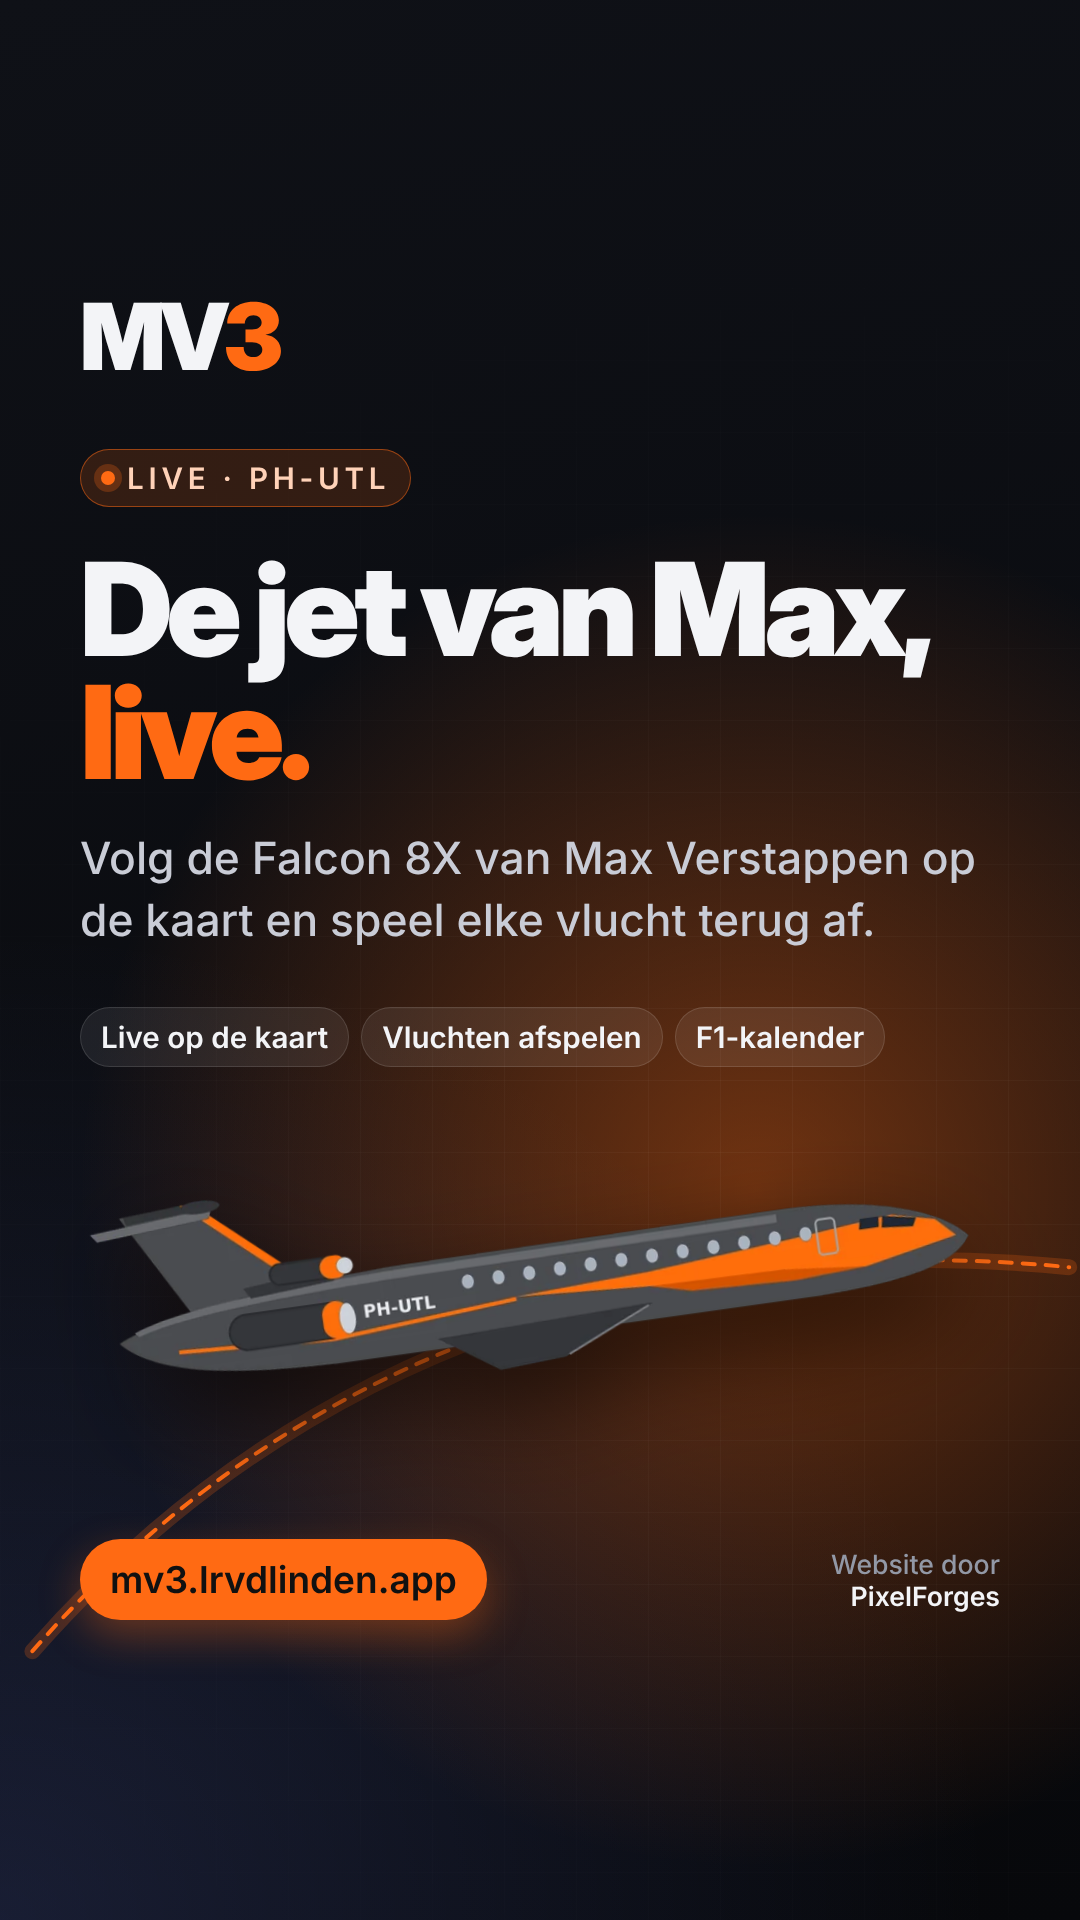 MV3
LIVE · PH-UTL
De jet van Max,
live.
Volg de Falcon 8X van Max Verstappen op
de kaart en speel elke vlucht terug af.
Live op de kaart
Vluchten afspelen
F1-kalender
PH-UTL
mv3.lrvdlinden.app
Website door
PixelForges